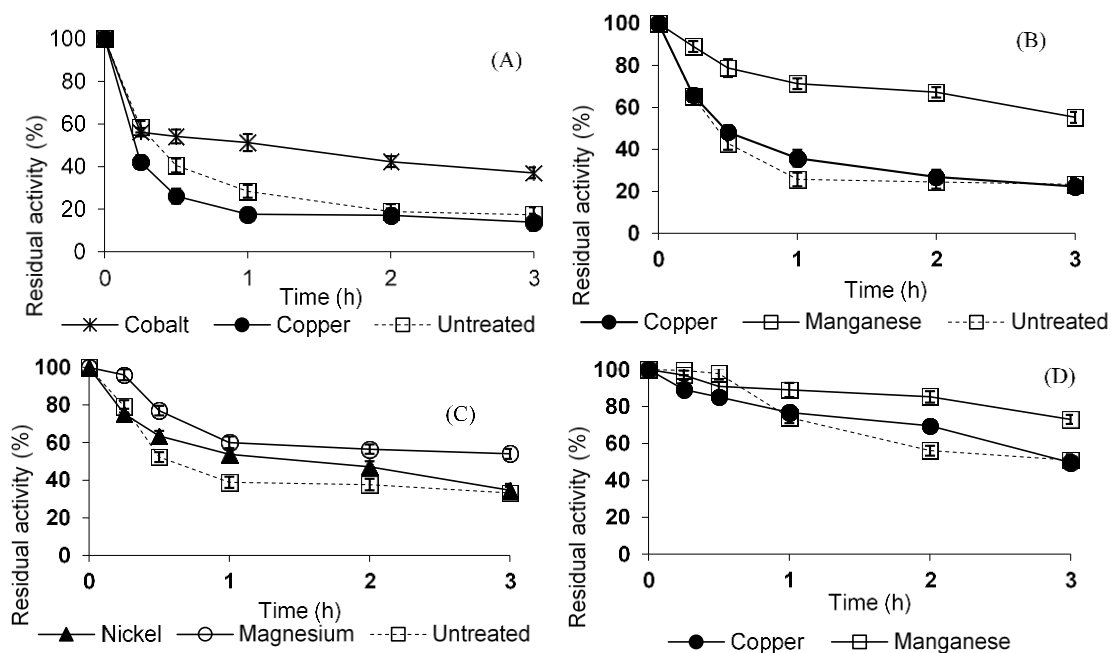 (A)
Residual activity (%)
100
80
60
40
20
0
0 1 2 3
Time (h)
Cobalt Copper Untreated
(B)
Residual activity (%)
100
80
60
40
20
0
0 1 2 3
Time (h)
Copper Manganese Untreated
(C)
Residual activity (%)
100
80
60
40
20
0
0 1 2 3
Time (h)
Nickel Magnesium Untreated
(D)
Residual activity (%)
100
80
60
40
20
0
0 1 2 3
Time (h)
Copper Manganese